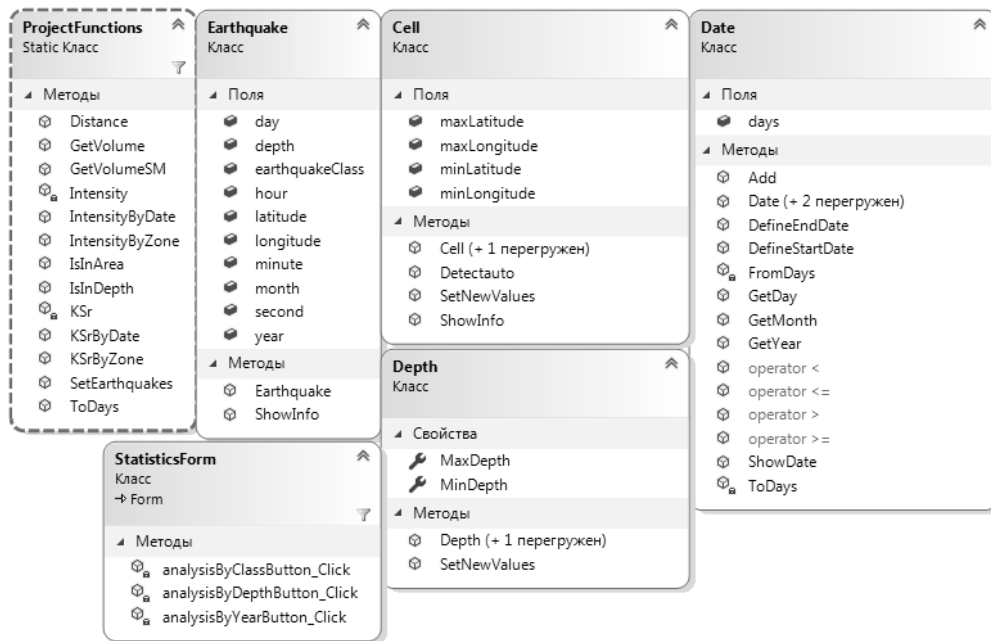 ProjectFunctions
Static Класс
Методы
Distance
GetVolume
GetVolumeSM
Intensity
IntensityByDate
IntensityByZone
IsInArea
IsInDepth
KSr
KSrByDate
KSrByZone
SetEarthquakes
ToDays
Earthquake
Класс
Поля
day
depth
earthquakeClass
hour
latitude
longitude
minute
month
second
year
Методы
Earthquake
ShowInfo
Cell
Класс
Поля
maxLatitude
maxLongitude
minLatitude
minLongitude
Методы
Cell (+ 1 перегружен)
Detectauto
SetNewValues
ShowInfo
Date
Класс
Поля
days
Методы
Add
Date (+ 2 перегружен)
DefineEndDate
DefineStartDate
FromDays
GetDay
GetMonth
GetYear
operator <
operator <=
operator >
operator >=
ShowDate
ToDays
Depth
Класс
Свойства
MaxDepth
MinDepth
Методы
Depth (+ 1 перегружен)
SetNewValues
StatisticsForm
Класс
Form
Методы
analysisByClassButton_Click
analysisByDepthButton_Click
analysisByYearButton_Click